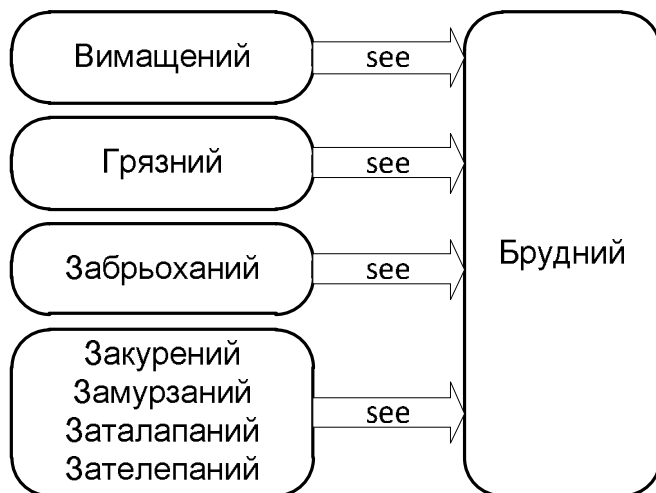 Вимащений
see
Грязний
see
Забрьоханий
see
Брудний
Закурений
Замурзаний
Заталапаний
Зателепаний
see